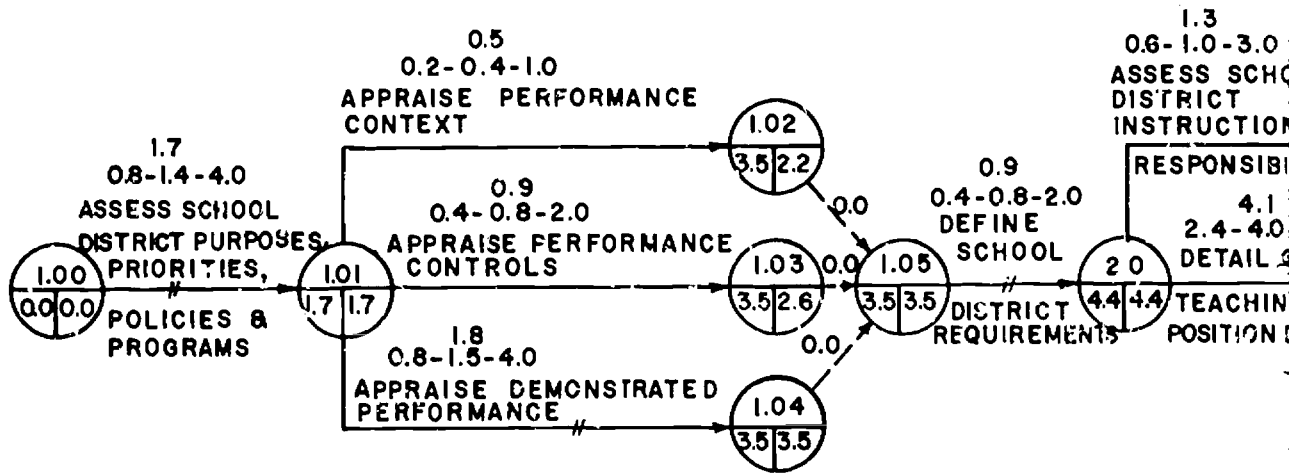 0.5
0.2-0.4-1.0
APPRAISE PERFORMANCE
CONTEXT
1.7
0.8-1.4-4.0
ASSESS SCHOOL
DISTRICT PURPOSES,
PRIORITIES,
POLICIES &
PROGRAMS
1.00
0.0 0.0
1.01
1.7 1.7
0.9
0.4-0.8-2.0
APPRAISE PERFORMANCE
CONTROLS
1.8
0.8-1.5-4.0
APPRAISE DEMONSTRATED
PERFORMANCE
1.02
3.5 2.2
1.03
3.5 2.6
1.04
3.5 3.5
0.0
0.0
0.0
1.05
3.5 3.5
0.9
0.4-0.8-2.0
DEFINE
SCHOOL
DISTRICT
REQUIREMENTS
2 0
4.4 4.4
1.3
0.6-1.0-3.0
ASSESS SCHO
DISTRICT
INSTRUCTION
RESPONSIBI
4.1
2.4-4.0
DETAIL
TEACHIN
POSITION